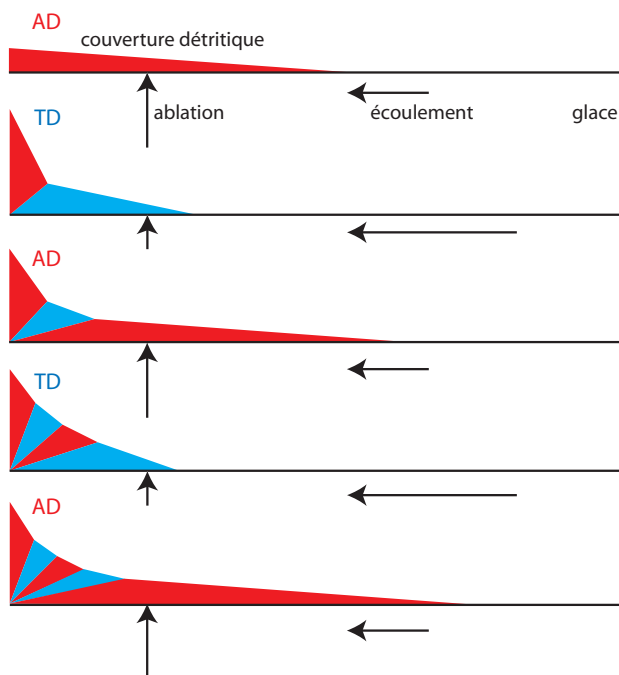 AD
couverture détritique
ablation
écoulement
glace
TD
AD
TD
AD